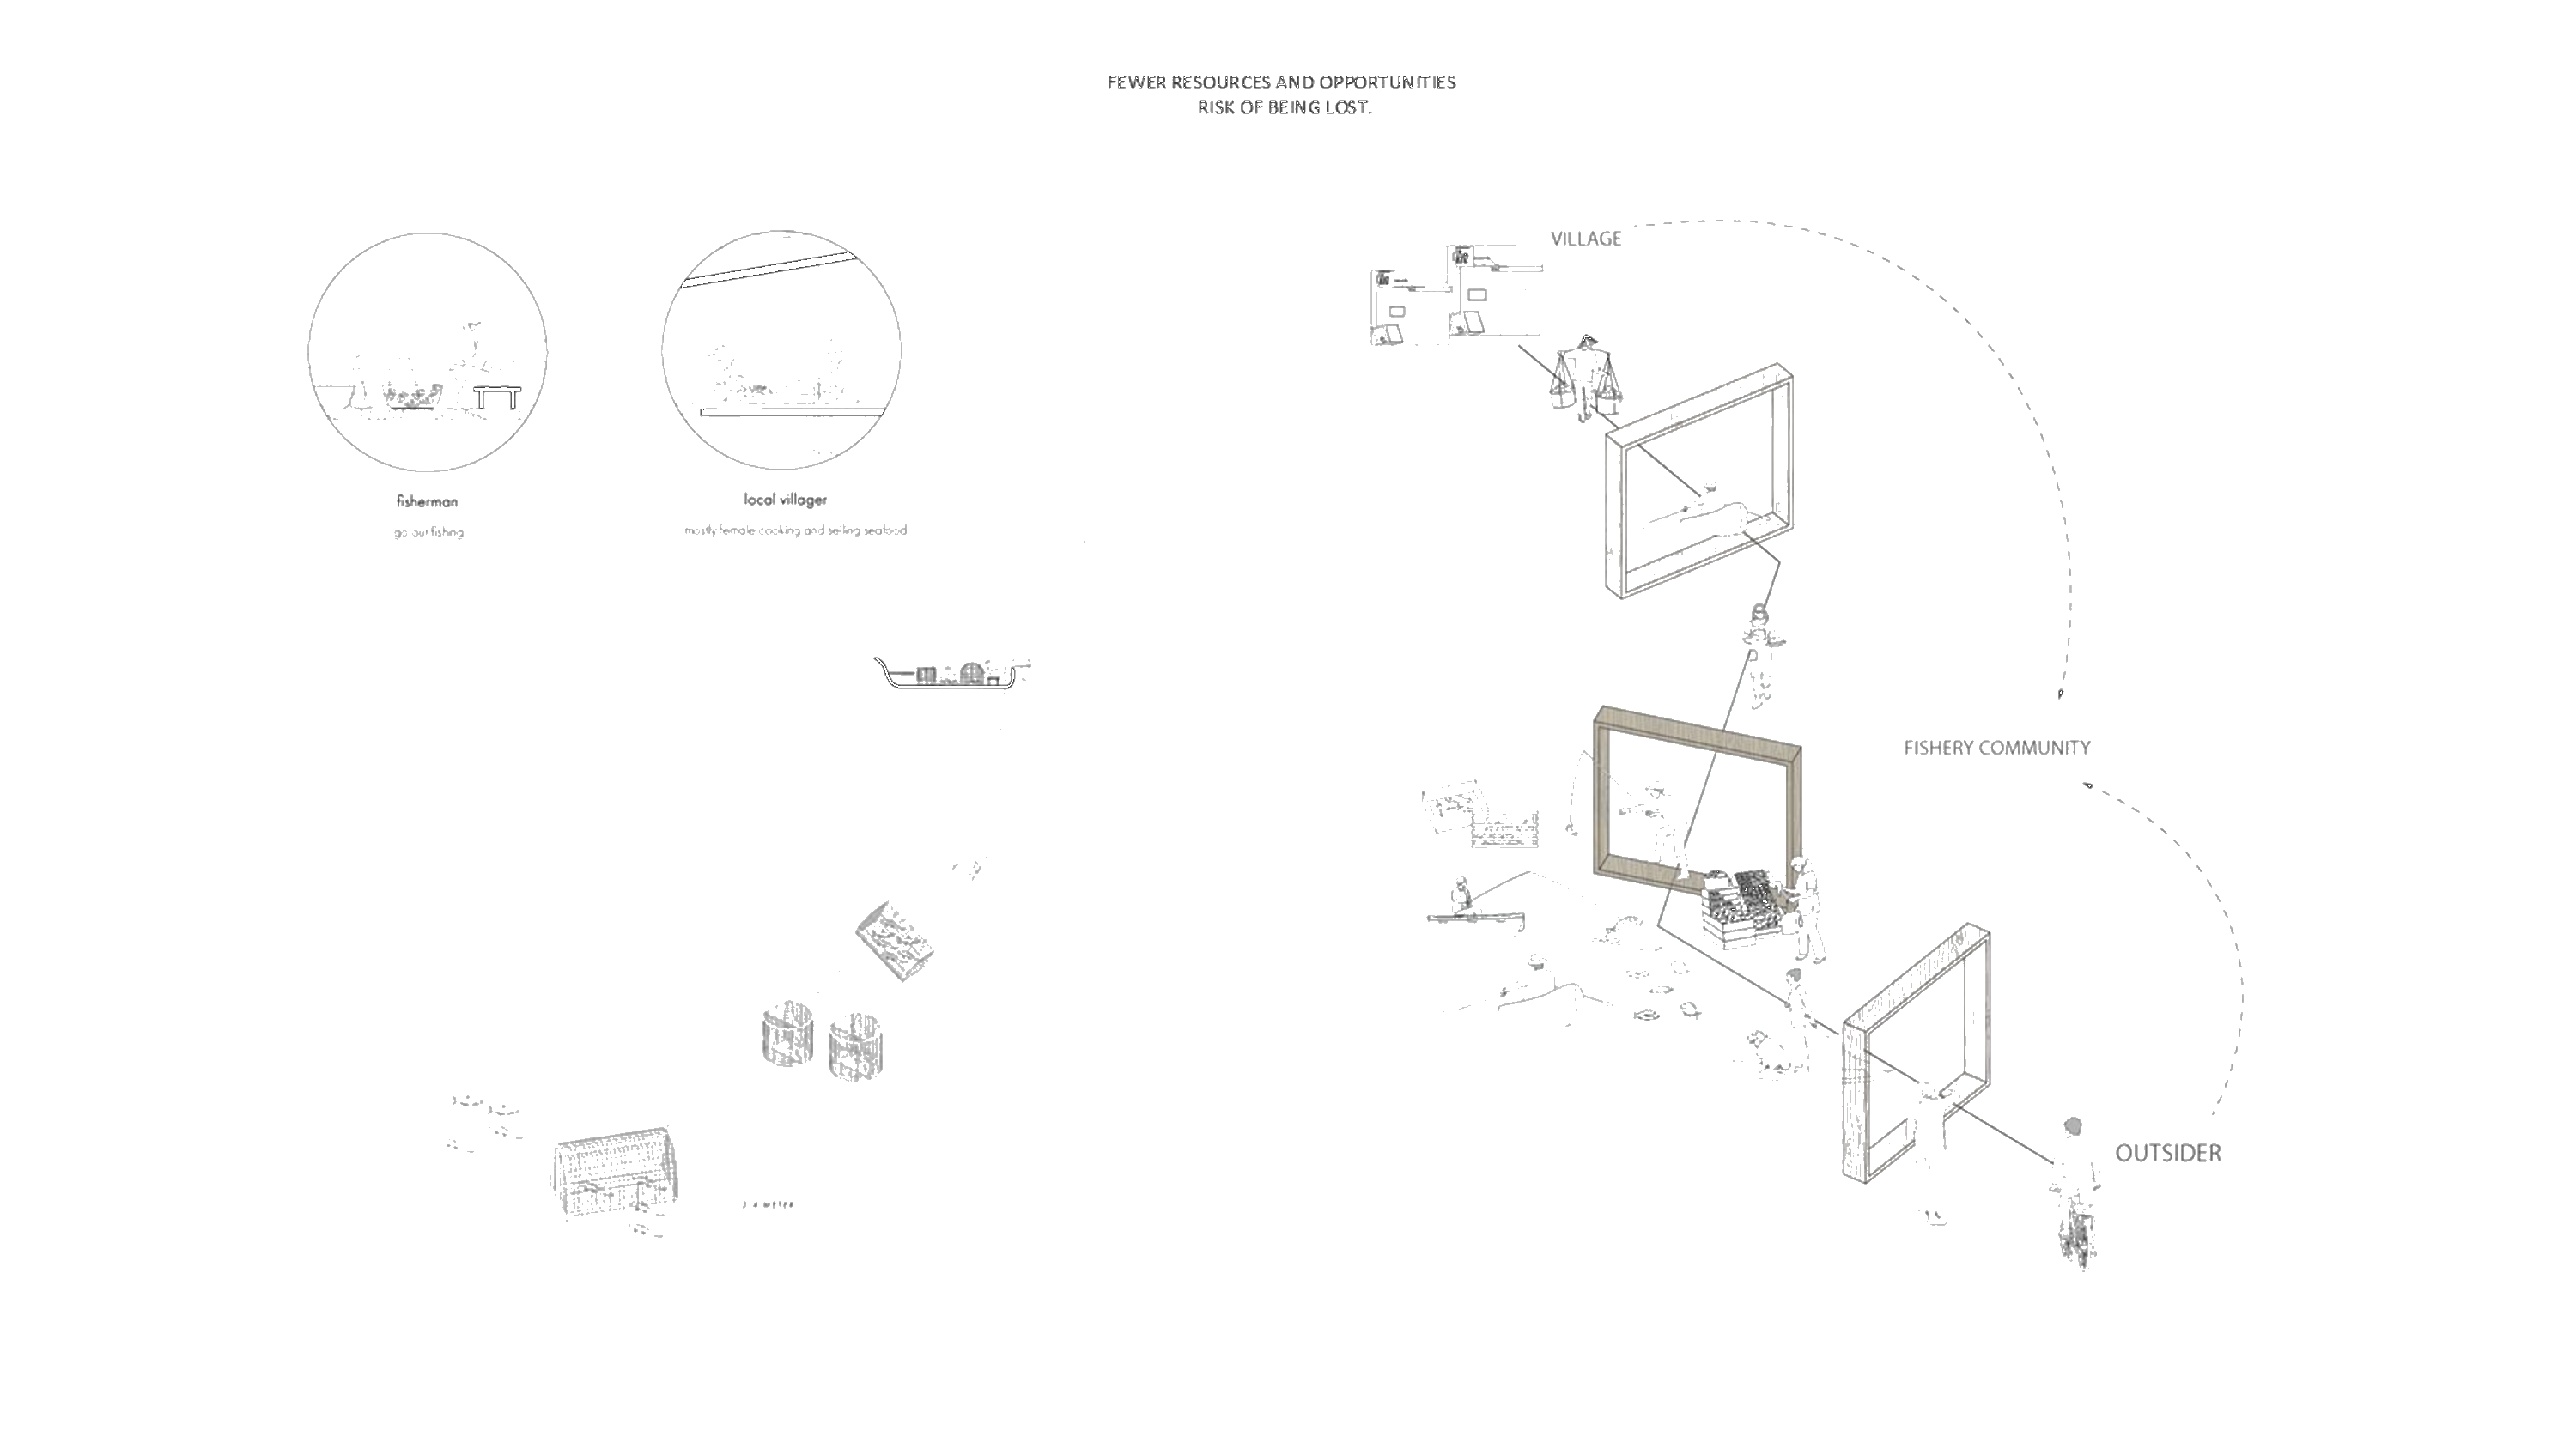 FEWER RESOURCES AND OPPORTUNITIES
RISK OF BEING LOST.
fisherman
go out fishing
local villager
mostly female cooking and selling seafood
VILLAGE
FISHERY COMMUNITY
OUTSIDER